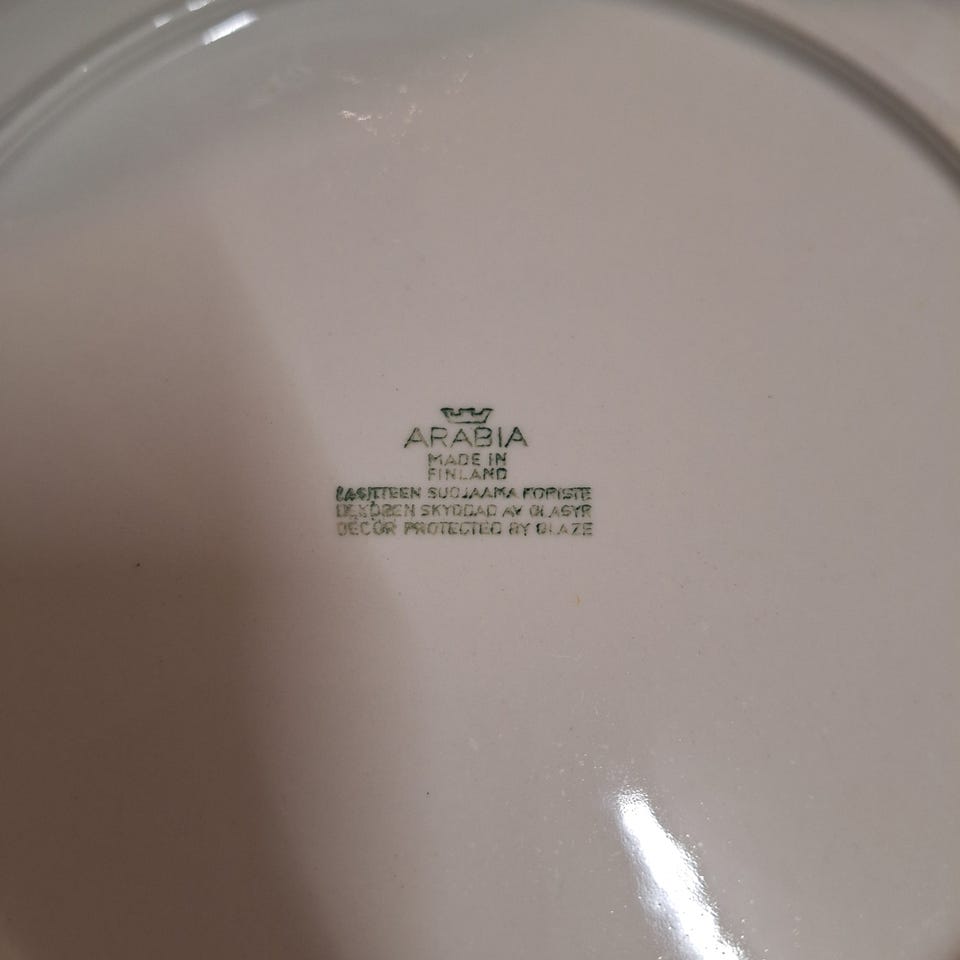 ARABIA
MADE IN
FINLAND
LASITTEEN SUOJAAMA KORISTE
DEKOREN SKYDDAD AV GLASYR
DECOR PROTECTED BY GLAZE